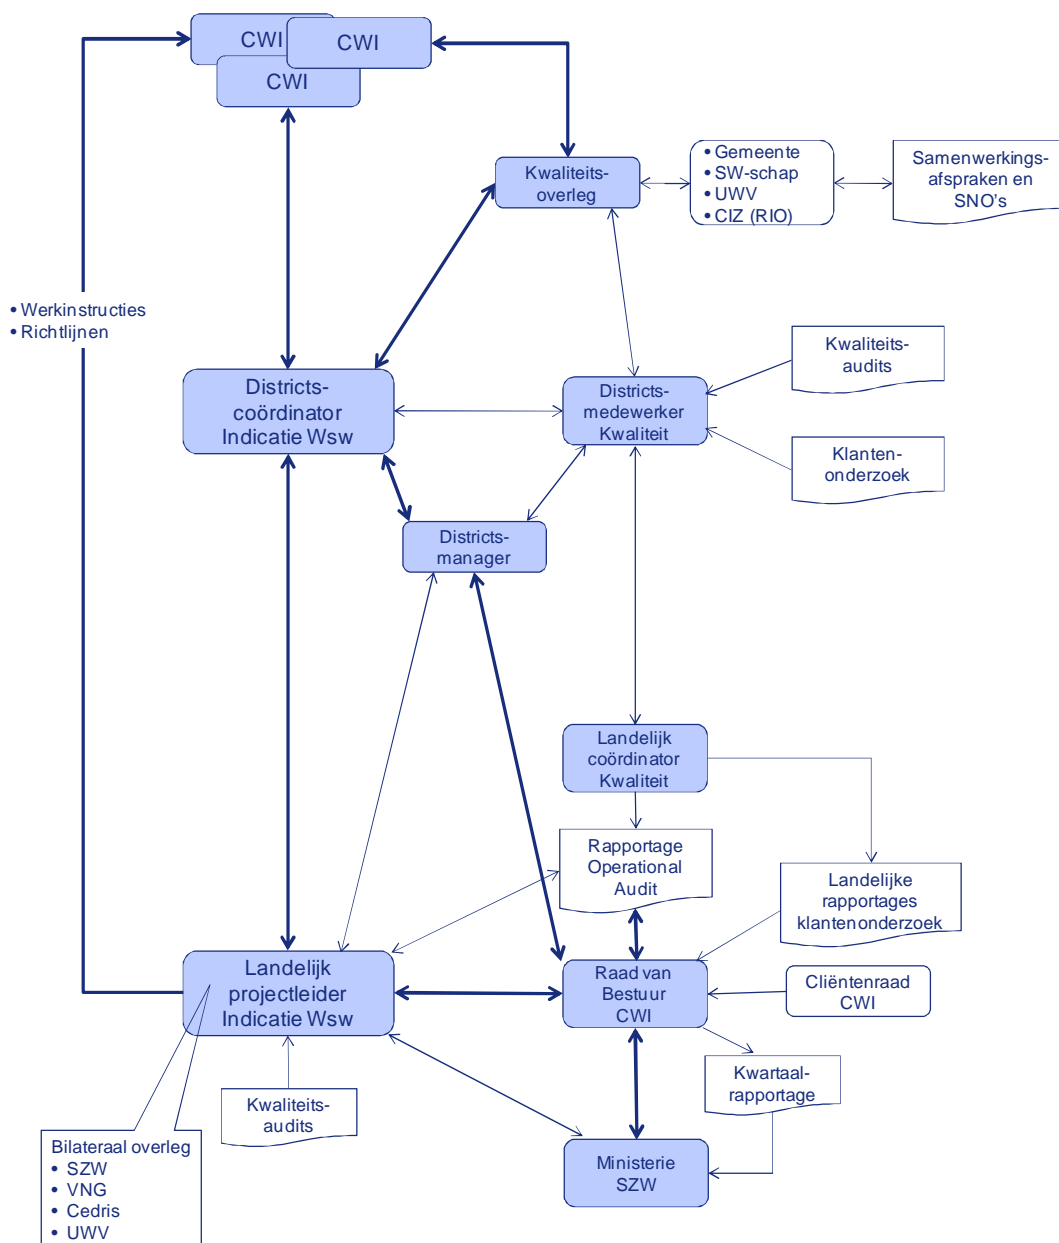 CWI
CWI
CWI
Kwaliteits-
overleg
• Gemeente
• SW-schap
• UWV
• CIZ (RIO)
Samenwerkings-
afspraken en
SNO's
• Werkinstructies
• Richtlijnen
Kwaliteits-
audits
Districts-
coördinator
Indicatie Wsw
Districts-
medewerker
Kwaliteit
Klanten-
onderzoek
Districts-
manager
Landelijk
coördinator
Kwaliteit
Rapportage
Operational
Audit
Landelijke
rapportages
klantenonderzoek
Landelijk
projectleider
Indicatie Wsw
Raad van
Bestuur
CWI
Cliëntenraad
CWI
Kwartaal-
rapportage
Kwaliteits-
audits
Bilateraal overleg
• SZW
• VNG
• Cedris
• UWV
Ministerie
SZW